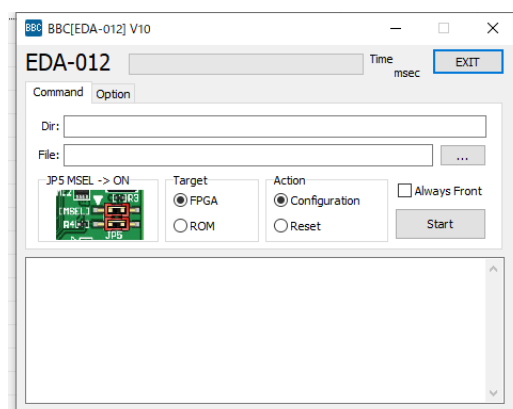 BBC BBC[EDA-012] V10
EDA-012
Time
msec
EXIT
Command Option
Dir:
File:
...
JP5 MSEL -> ON
R3
JP5
Target
FPGA
ROM
Action
Configuration
Reset
Always Front
Start